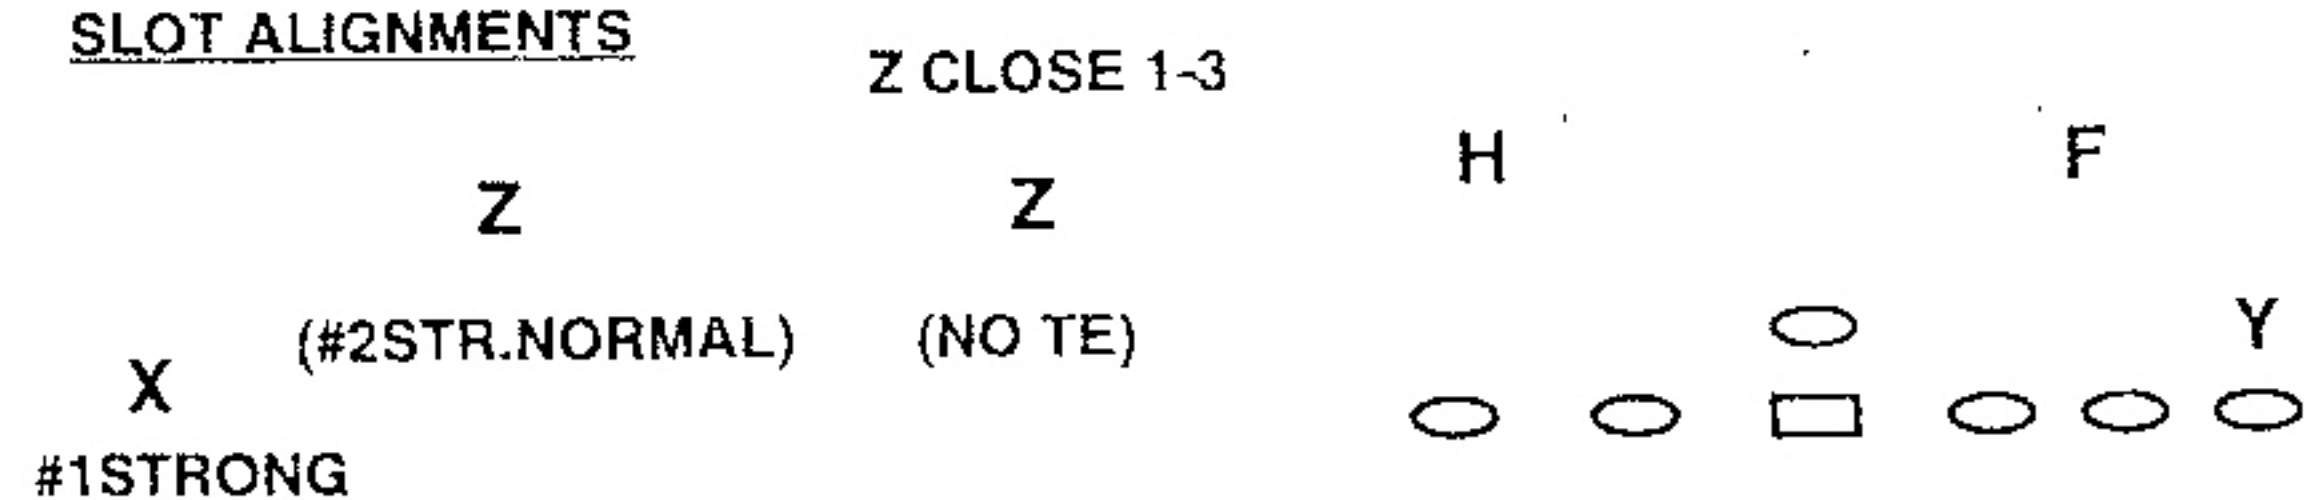 SLOT ALIGNMENTS
Z CLOSE 1-3
H
F
Z
Z
(#2STR.NORMAL)
(NO TE)
Y
X
#1STRONG